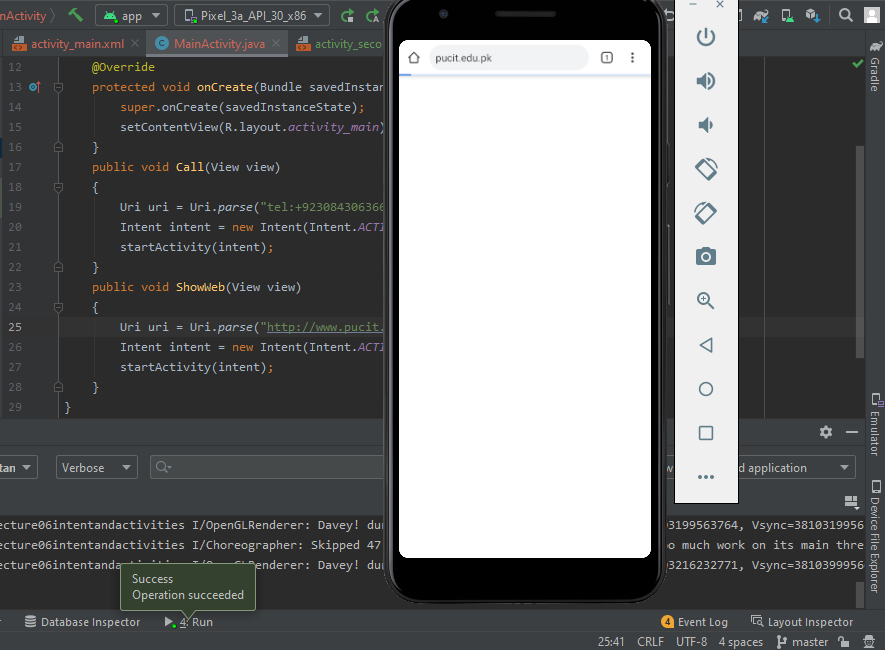 nActivity
app
Pixel_3a_API_30_x86
activity_main.xml
MainActivity.java
activity_seco
12 @Override
13 protected void onCreate(Bundle savedInstan
14 super.onCreate(savedInstanceState);
15 setContentView(R.layout.activity_main)
16 }
17 public void Call(View view)
18 {
19 Uri uri = Uri.parse("tel:+923084306366
20 Intent intent = new Intent(Intent.ACTI
21 startActivity(intent);
22 }
23 public void ShowWeb(View view)
24 {
25 Uri uri = Uri.parse("http://www.pucit.
26 Intent intent = new Intent(Intent.ACTI
27 startActivity(intent);
28 }
29 }
pucit.edu.pk
1
Gradle
Emulator
Device File Explorer
tan
Verbose
d application
ecture06intentandactivities I/OpenGLRenderer: Davey! du
03199563764, Vsync=3810319956
ecture06intentandactivities I/Choreographer: Skipped 47
oo much work on its main thre
ecture06intentandactivities I/OpenGLRenderer: Davey! du
03216232771, Vsync=3810399956
Success
Operation succeeded
Database Inspector
4: Run
4 Event Log
Layout Inspector
25:41 CRLF UTF-8 4 spaces master